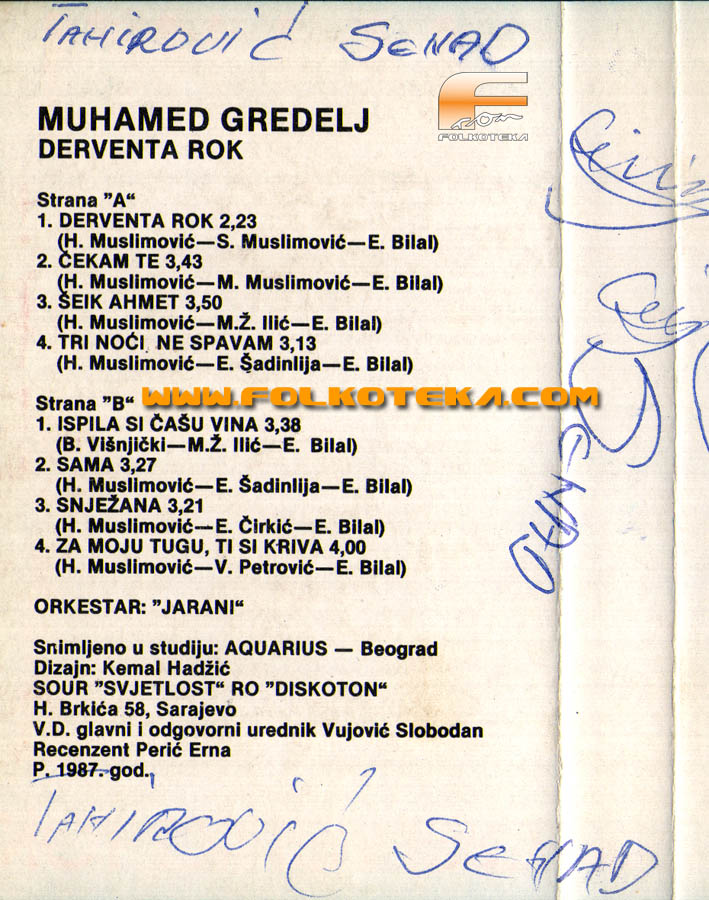 TAHIROVIĆ SENAD
FOLKOTEKA
MUHAMED GREDELJ
DERVENTA ROK
Strana "A“
1. DERVENTA ROK 2,23
(H. Muslimović—S. Muslimović—E. Bilal)
2. ČEKAM TE 3,43
(H. Muslimović—M. Muslimović—E. Bilal)
3. ŠEIK AHMET 3,50
(H. Muslimović—M.Ž. Ilić—E. Bilal)
4. TRI NOĆI NE SPAVAM 3,13
(H. Muslimović—E. Šadinlija—E. Bilal)
Strana "B“
WWW.FOLKOTEKA.COM
1. ISPILA SI ČAŠU VINA 3,38
(B. Višnjički—M.Ž. Ilić—E. Bilal)
2. SAMA 3,27
(H. Muslimović—E. Šadinlija—E. Bilal)
3. SNJEŽANA 3,21
(H. Muslimović—E. Čirkić—E. Bilal)
4. ZA MOJU TUGU, TI SI KRIVA 4,00
(H. Muslimović—V. Petrović—E. Bilal)
ORKESTAR: "JARANI“
Snimljeno u studiju: AQUARIUS — Beograd
Dizajn: Kemal Hadžić
SOUR "SVJETLOST“ RO "DISKOTON“
H. Brkića 58, Sarajevo
V.D. glavni i odgovorni urednik Vujović Slobodan
Recenzent Perić Erna
P. 1987. god.
TAHIROVIĆ SENAD